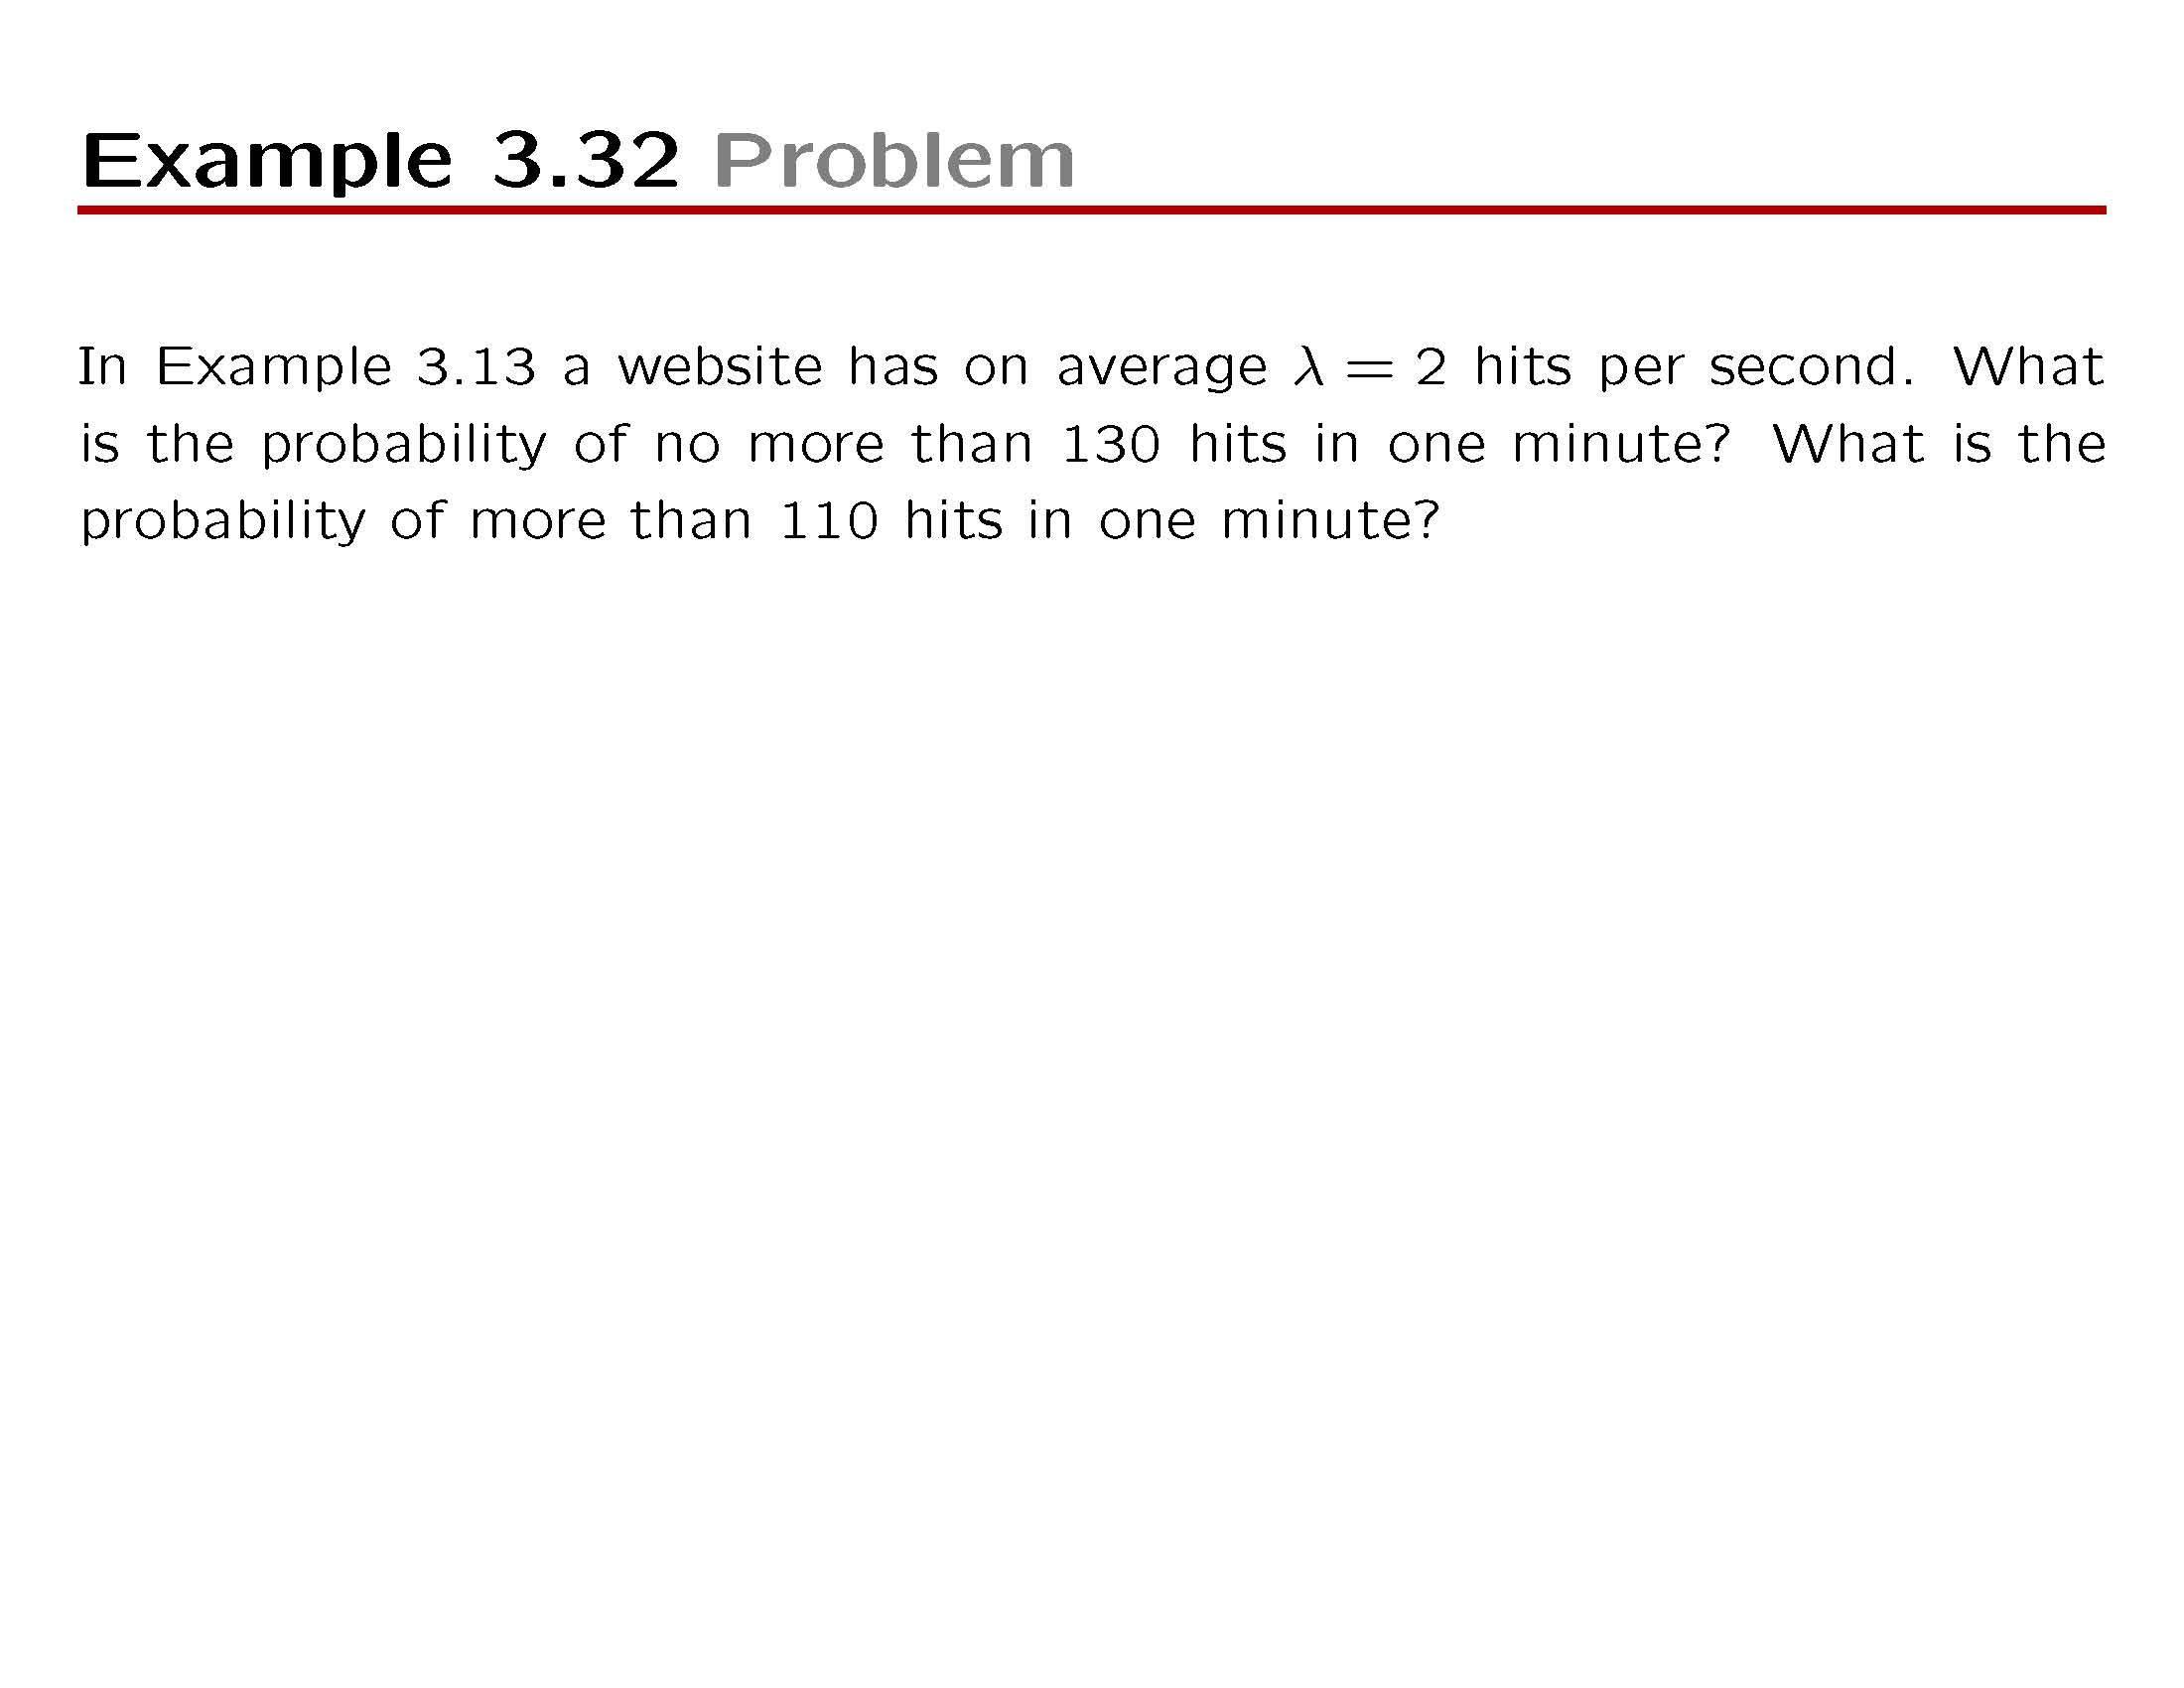 Example 3.32 Problem
In Example 3.13 a website has on average λ = 2 hits per second. What
is the probability of no more than 130 hits in one minute? What is the
probability of more than 110 hits in one minute?